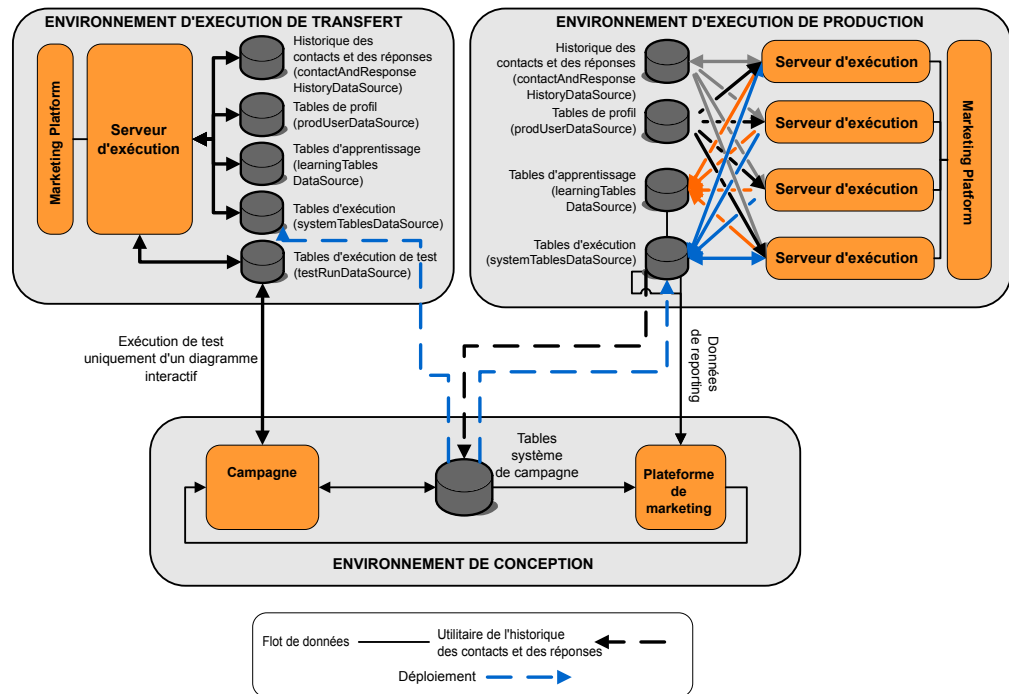 ENVIRONNEMENT D'EXECUTION DE TRANSFERT
Marketing Platform
Serveur
d'exécution
Historique des
contacts et des réponses
(contactAndResponse
HistoryDataSource)
Tables de profil
(prodUserDataSource)
Tables d'apprentissage
(learningTables
DataSource)
Tables d'exécution
(systemTablesDataSource)
Tables d'exécution de test
(testRunDataSource)
ENVIRONNEMENT D'EXECUTION DE PRODUCTION
Historique des
contacts et des réponses
(contactAndResponse
HistoryDataSource)
Tables de profil
(prodUserDataSource)
Tables d'apprentissage
(learningTables
DataSource)
Tables d'exécution
(systemTablesDataSource)
Serveur d'exécution
Serveur d'exécution
Serveur d'exécution
Serveur d'exécution
Marketing Platform
Exécution de test
uniquement d'un diagramme
interactif
Données
de reporting
Campagne
Tables
système
de campagne
Plateforme
de
marketing
ENVIRONNEMENT DE CONCEPTION
Flot de données
Utilitaire de l'historique
des contacts et des réponses
Déploiement